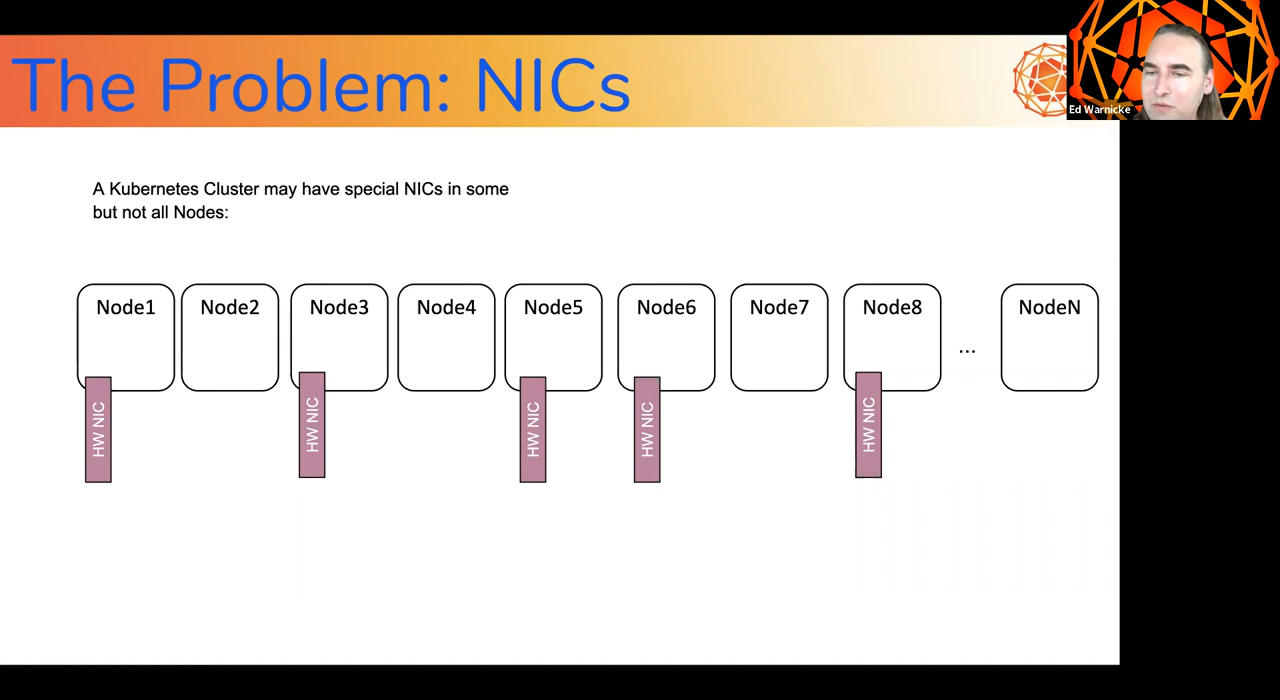 The Problem: NICs
Ed Warnicke
A Kubernetes Cluster may have special NICs in some
but not all Nodes:
Node1
Node2
Node3
Node4
Node5
Node6
Node7
Node8
...
NodeN
HW NIC
HW NIC
HW NIC
HW NIC
HW NIC